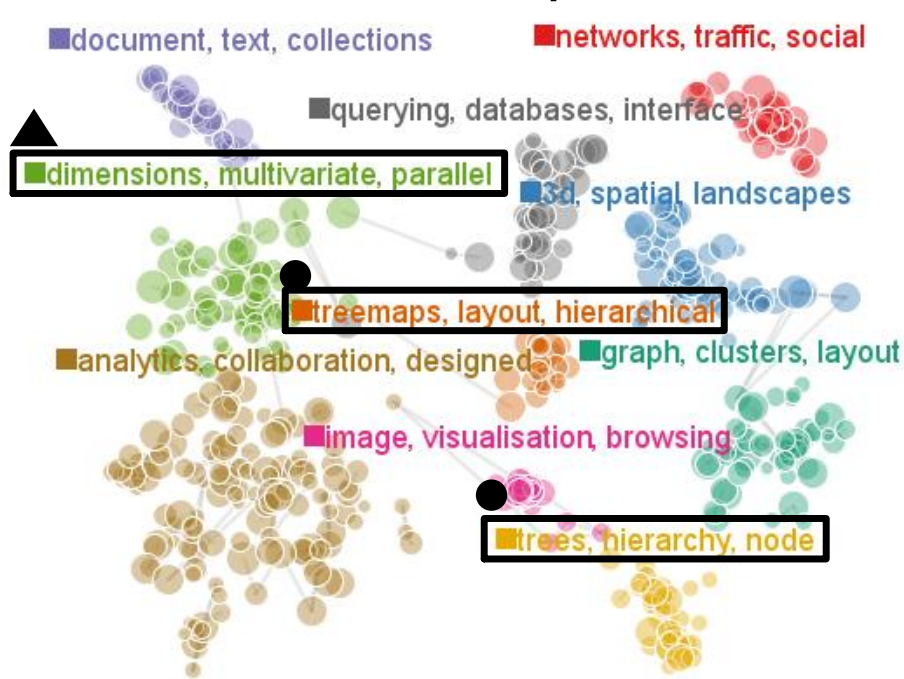 document, text, collections
networks, traffic, social
querying, databases, interface
dimensions, multivariate, parallel
3d, spatial, landscapes
treemaps, layout, hierarchical
analytics, collaboration, designed
graph, clusters, layout
image, visualisation, browsing
trees, hierarchy, node